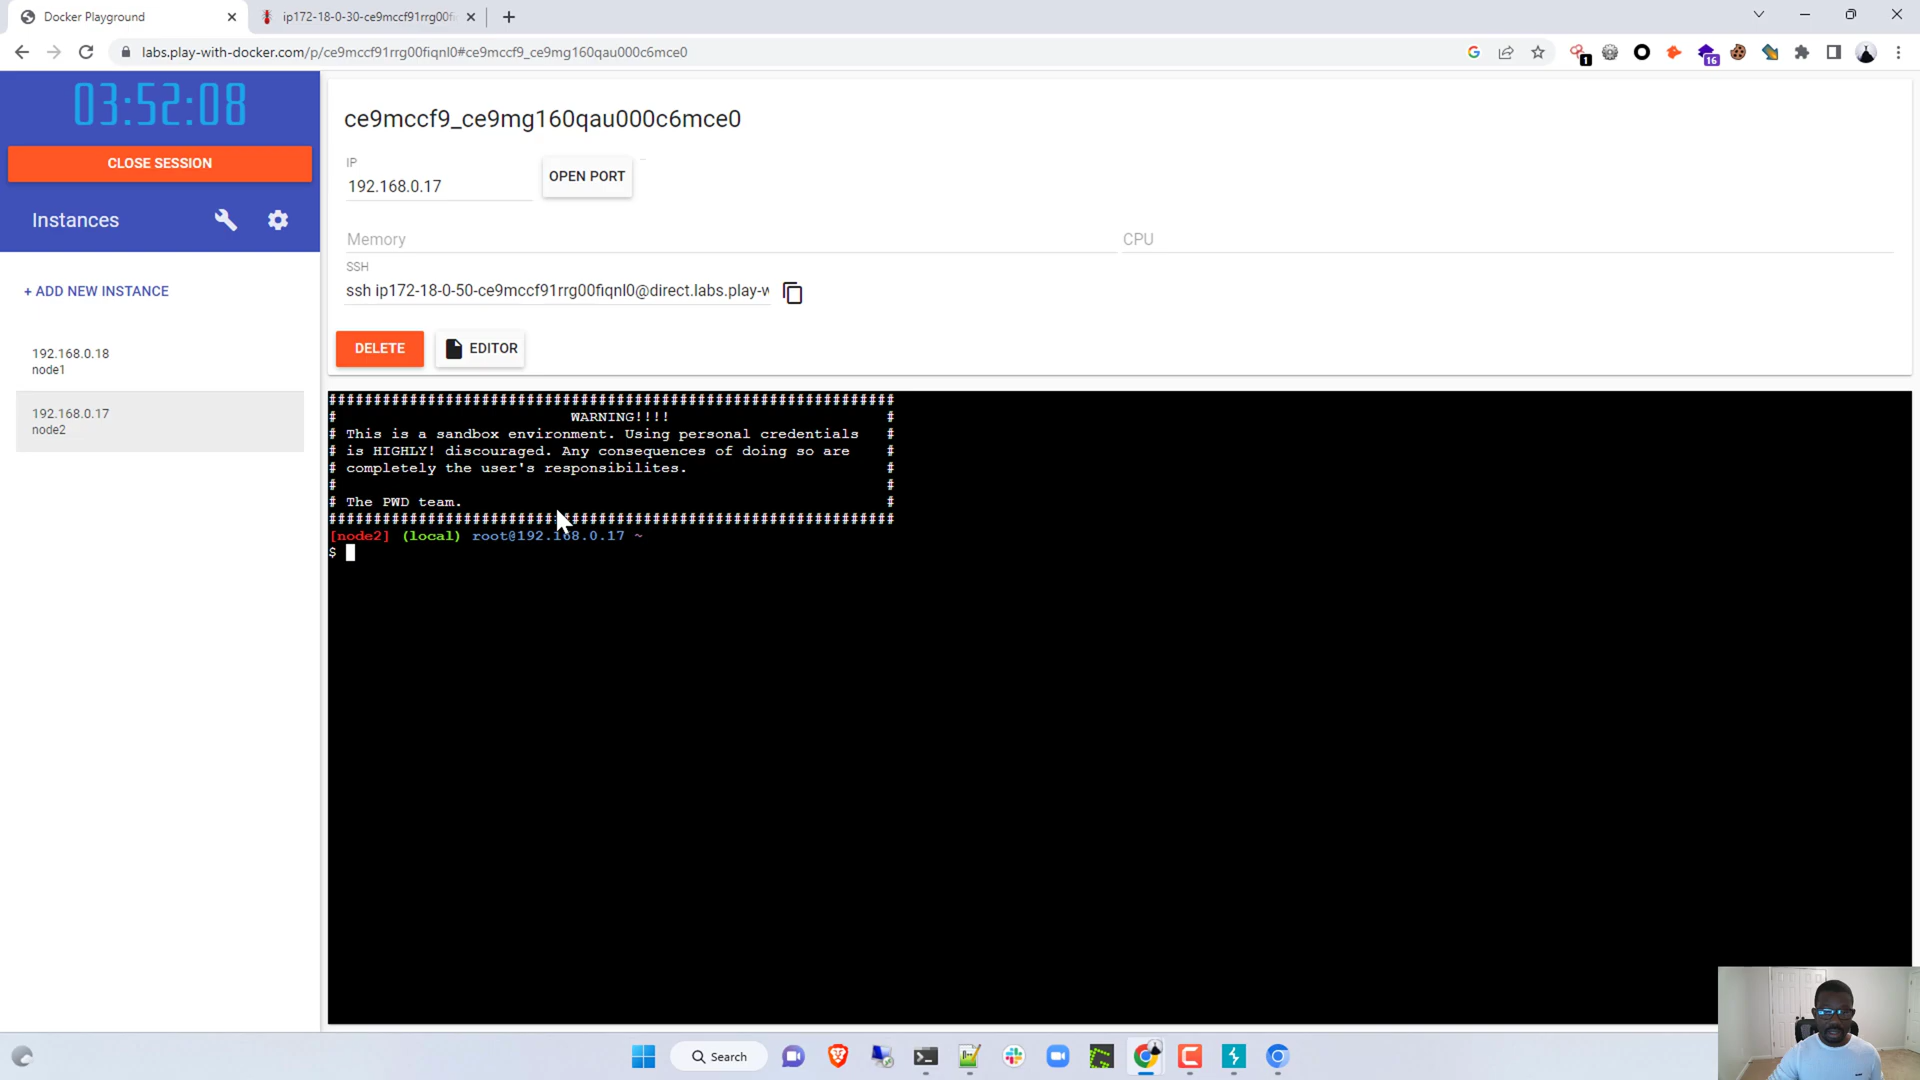 Docker Playground
ip172-18-0-30-ce9mccf91rrg00fi
labs.play-with-docker.com/p/ce9mccf91rrg00fiqnl0#ce9mccf9_ce9mg160qau000c6mce0
1
16
03:52:08
CLOSE SESSION
Instances
+ ADD NEW INSTANCE
192.168.0.18
node1
192.168.0.17
node2
ce9mccf9_ce9mg160qau000c6mce0
IP
192.168.0.17
OPEN PORT
Memory
CPU
SSH
ssh ip172-18-0-50-ce9mccf91rrg00fiqnl0@direct.labs.play-w
DELETE
EDITOR
###############################################################
# WARNING!!!! #
# This is a sandbox environment. Using personal credentials #
# is HIGHLY! discouraged. Any consequences of doing so are #
# completely the user's responsibilites. #
# #
# The PWD team. #
###############################################################
[node2] (local) root@192.168.0.17 ~
$
Search